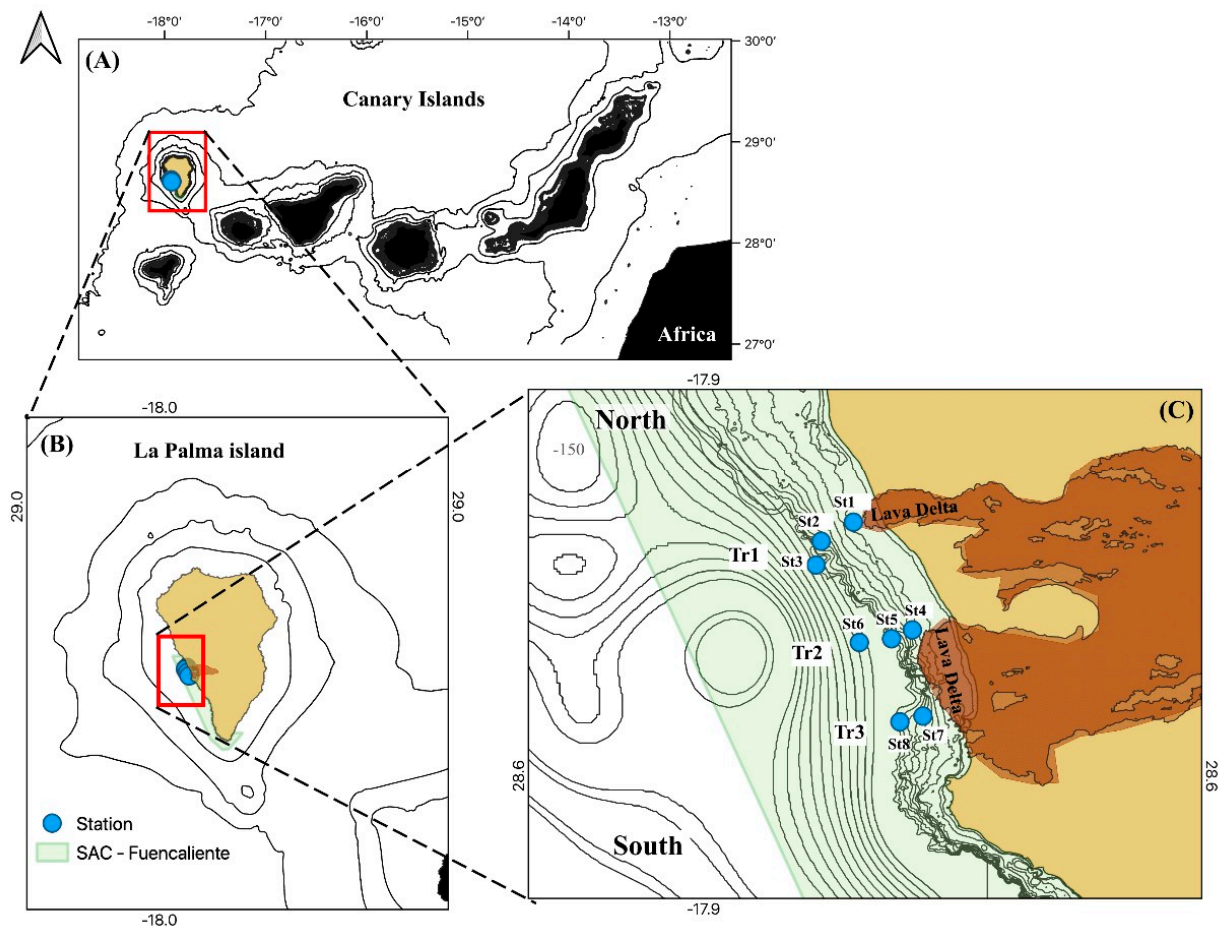 -18°0' -17°0' -16°0' -15°0' -14°0' -13°0'
30°0'
(A)
Canary Islands
29°0'
28°0'
Africa
27°0'
-18.0
-17.9
(B)
La Palma island
29.0
29.0
Station
SAC - Fuencaliente
-18.0
North
(C)
-150
St1
Lava Delta
St2
Tr1
St3
St4
St5
St6
Tr2
Lava Delta
Tr3
St7
St8
28.6
28.6
South
-17.9